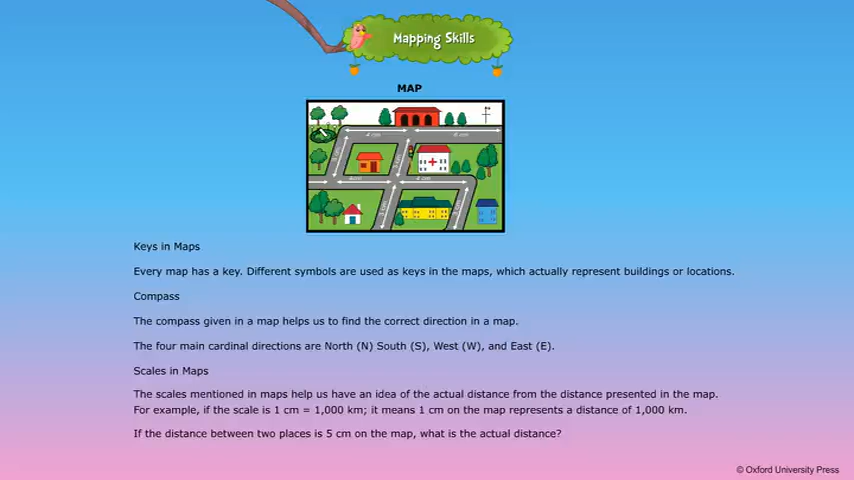 Mapping Skills
MAP
4 cm
Keys in Maps
Every map has a key. Different symbols are used as keys in the maps, which actually represent buildings or locations.
Compass
The compass given in a map helps us to find the correct direction in a map.
The four main cardinal directions are North (N) South (S), West (W), and East (E).
Scales in Maps
The scales mentioned in maps help us have an idea of the actual distance from the distance presented in the map.
For example, if the scale is 1 cm = 1,000 km; it means 1 cm on the map represents a distance of 1,000 km.
If the distance between two places is 5 cm on the map, what is the actual distance?
© Oxford University Press